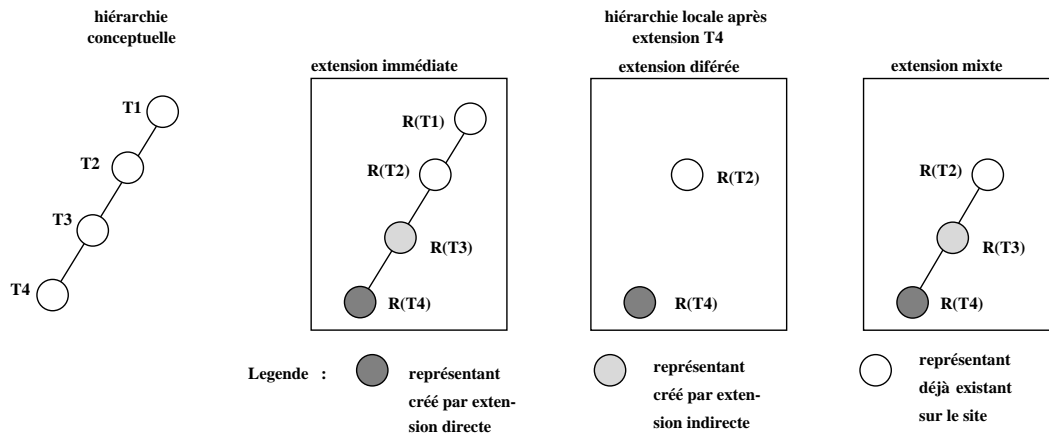 hiérarchie
conceptuelle
hiérarchie locale après
extension T4
extension immédiate
extension diférée
extension mixte
T1
T2
T3
T4
R(T1)
R(T2)
R(T3)
R(T4)
R(T2)
R(T4)
R(T2)
R(T3)
R(T4)
Legende :
représentant
créé par exten-
sion directe
représentant
créé par exten-
sion indirecte
représentant
déjà existant
sur le site